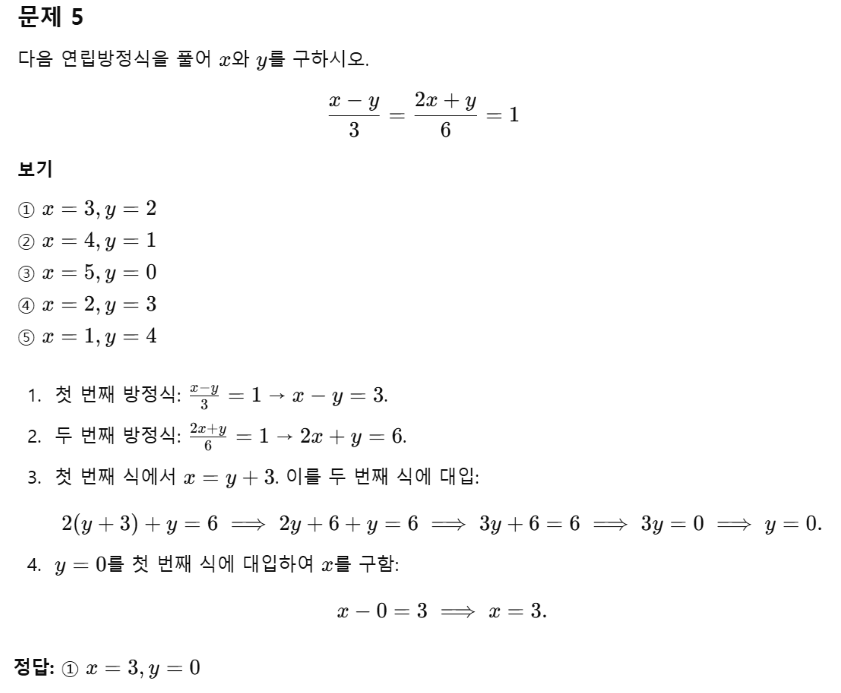 문제 5
다음 연립방정식을 풀어 x와 y를 구하시오.
\frac{x-y}{3} = \frac{2x+y}{6} = 1
보기
① x = 3, y = 2
② x = 4, y = 1
③ x = 5, y = 0
④ x = 2, y = 3
⑤ x = 1, y = 4
1. 첫 번째 방정식: \frac{x-y}{3} = 1 → x − y = 3.
2. 두 번째 방정식: \frac{2x+y}{6} = 1 → 2x + y = 6.
3. 첫 번째 식에서 x = y + 3. 이를 두 번째 식에 대입:
2(y + 3) + y = 6 ⟹ 2y + 6 + y = 6 ⟹ 3y + 6 = 6 ⟹ 3y = 0 ⟹ y = 0.
4. y = 0를 첫 번째 식에 대입하여 x를 구함:
x − 0 = 3 ⟹ x = 3.
정답: ① x = 3, y = 0